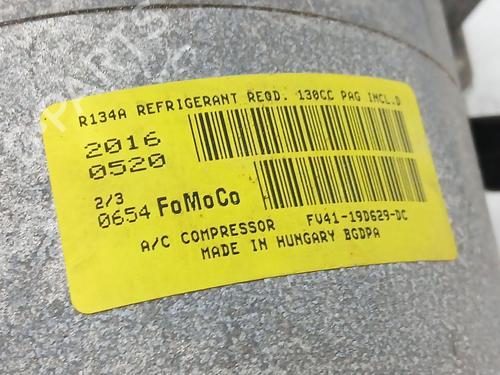 R134A REFRIGERANT REQD. 130CC PAG INCL.D
2016
0520
2/3
0654 FoMoCo
A/C COMPRESSOR FV41-19D629-DC
MADE IN HUNGARY BGDPA